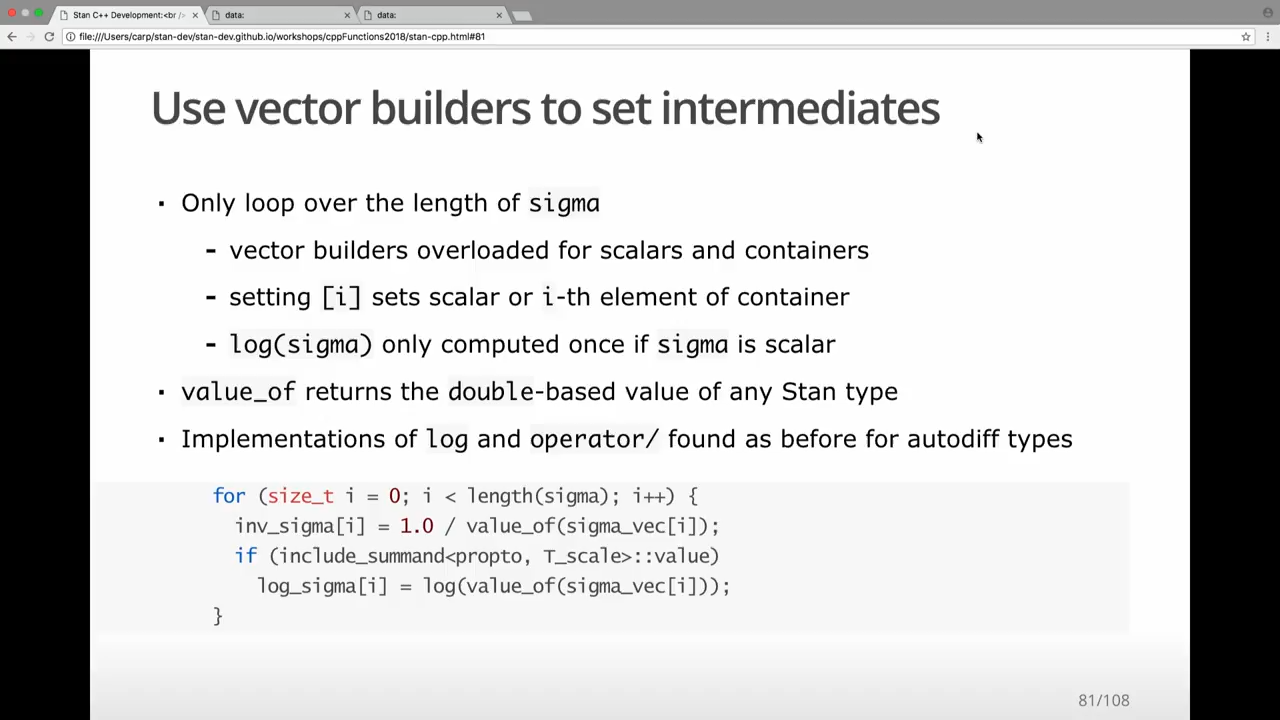 Stan C++ Development:<br />
data:
data:
file:///Users/carp/stan-dev/stan-dev.github.io/workshops/cppFunctions2018/stan-cpp.html#81
Use vector builders to set intermediates
▪ Only loop over the length of sigma
- vector builders overloaded for scalars and containers
- setting [i] sets scalar or i-th element of container
- log(sigma) only computed once if sigma is scalar
▪ value_of returns the double-based value of any Stan type
▪ Implementations of log and operator/ found as before for autodiff types
for (size_t i = 0; i < length(sigma); i++) {
inv_sigma[i] = 1.0 / value_of(sigma_vec[i]);
if (include_summand<propto, T_scale>::value)
log_sigma[i] = log(value_of(sigma_vec[i]));
}
81/108